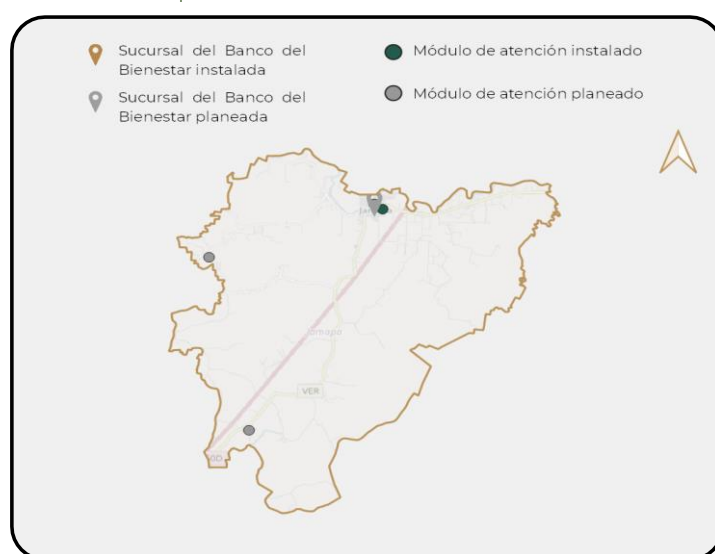 Sucursal del Banco del
Bienestar instalada
Sucursal del Banco del
Bienestar planeada
Módulo de atención instalado
Módulo de atención planeado
Jamapa
VER